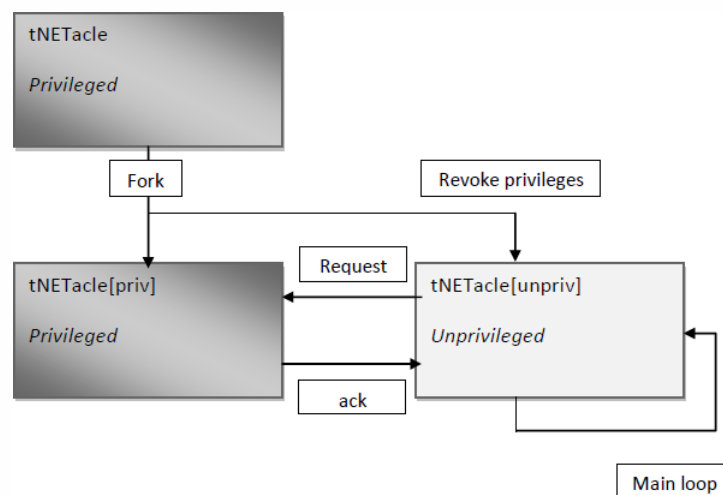 tNETacle
Privileged
Fork
Revoke privileges
tNETacle[priv]
Privileged
Request
ack
tNETacle[unpriv]
Unprivileged
Main loop